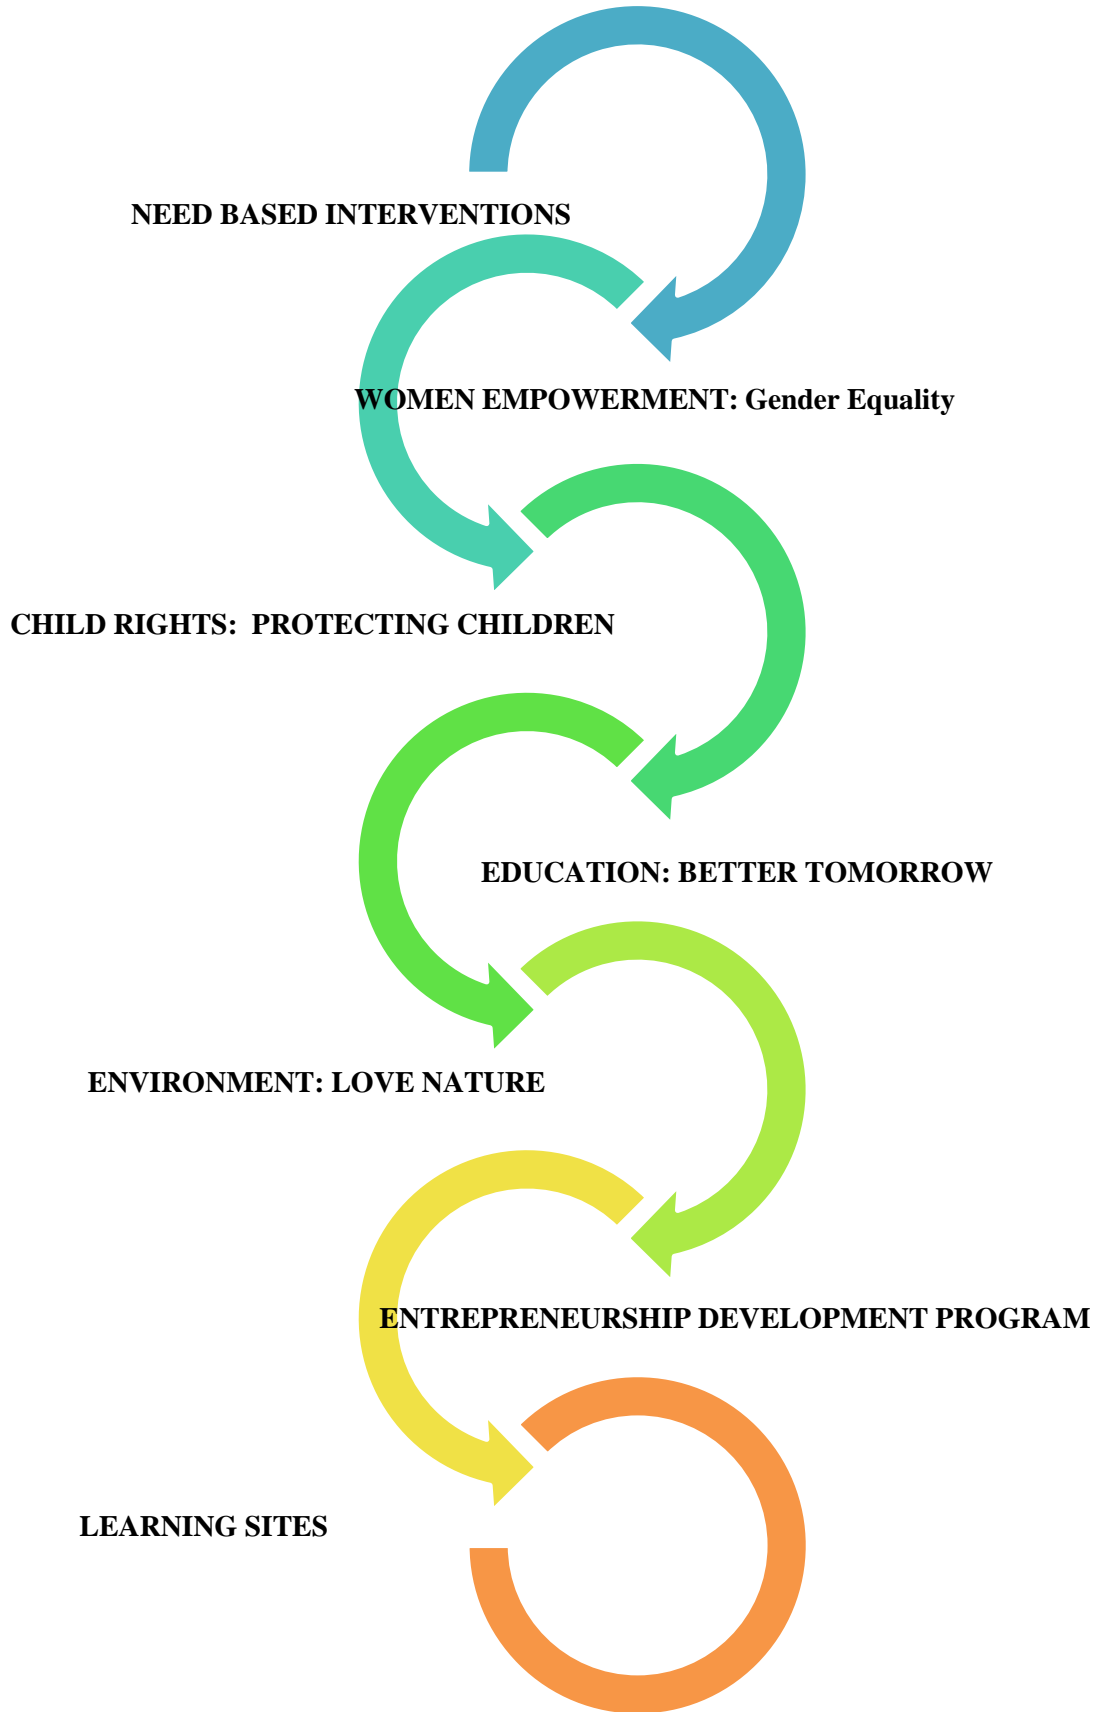 NEED BASED INTERVENTIONS
WOMEN EMPOWERMENT: Gender Equality
CHILD RIGHTS:  PROTECTING CHILDREN
EDUCATION: BETTER TOMORROW
ENVIRONMENT: LOVE NATURE
ENTREPRENEURSHIP DEVELOPMENT PROGRAM
LEARNING SITES